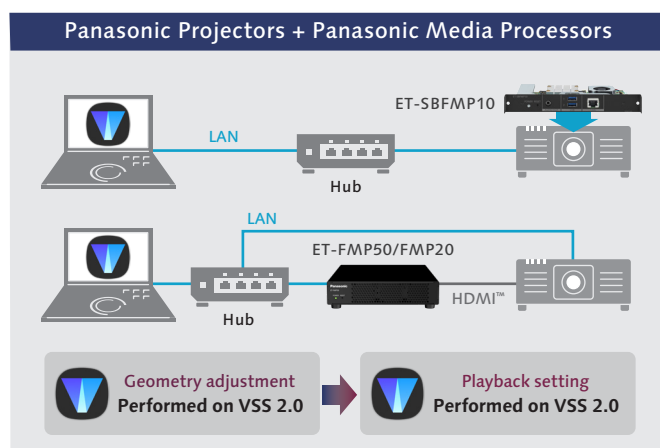 Panasonic Projectors + Panasonic Media Processors
ET-SBFMP10
LAN
Hub
LAN
ET-FMP50/FMP20
Panasonic
HDMI™
Hub
Geometry adjustment
Performed on VSS 2.0
Playback setting
Performed on VSS 2.0